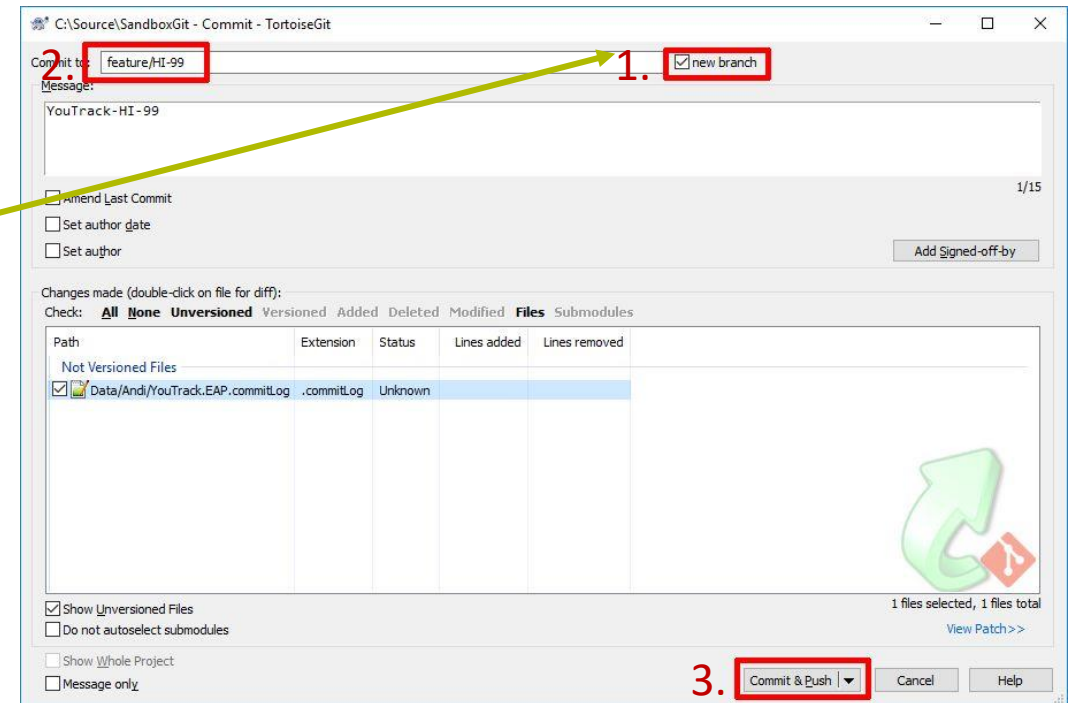 C:\Source\SandboxGit - Commit - TortoiseGit
Commit to: feature/HI-99
2.
1.
new branch
Message:
YouTrack-HI-99
1/15
Amend Last Commit
Set author date
Set author
Add Signed-off-by
Changes made (double-click on file for diff):
Check: All None Unversioned Versioned Added Deleted Modified Files Submodules
Path Extension Status Lines added Lines removed
Not Versioned Files
Data/Andi/YouTrack.EAP.commitLog .commitLog Unknown
Show Unversioned Files
1 files selected, 1 files total
Do not autoselect submodules
View Patch>>
Show Whole Project
Message only
3.
Commit & Push
Cancel
Help